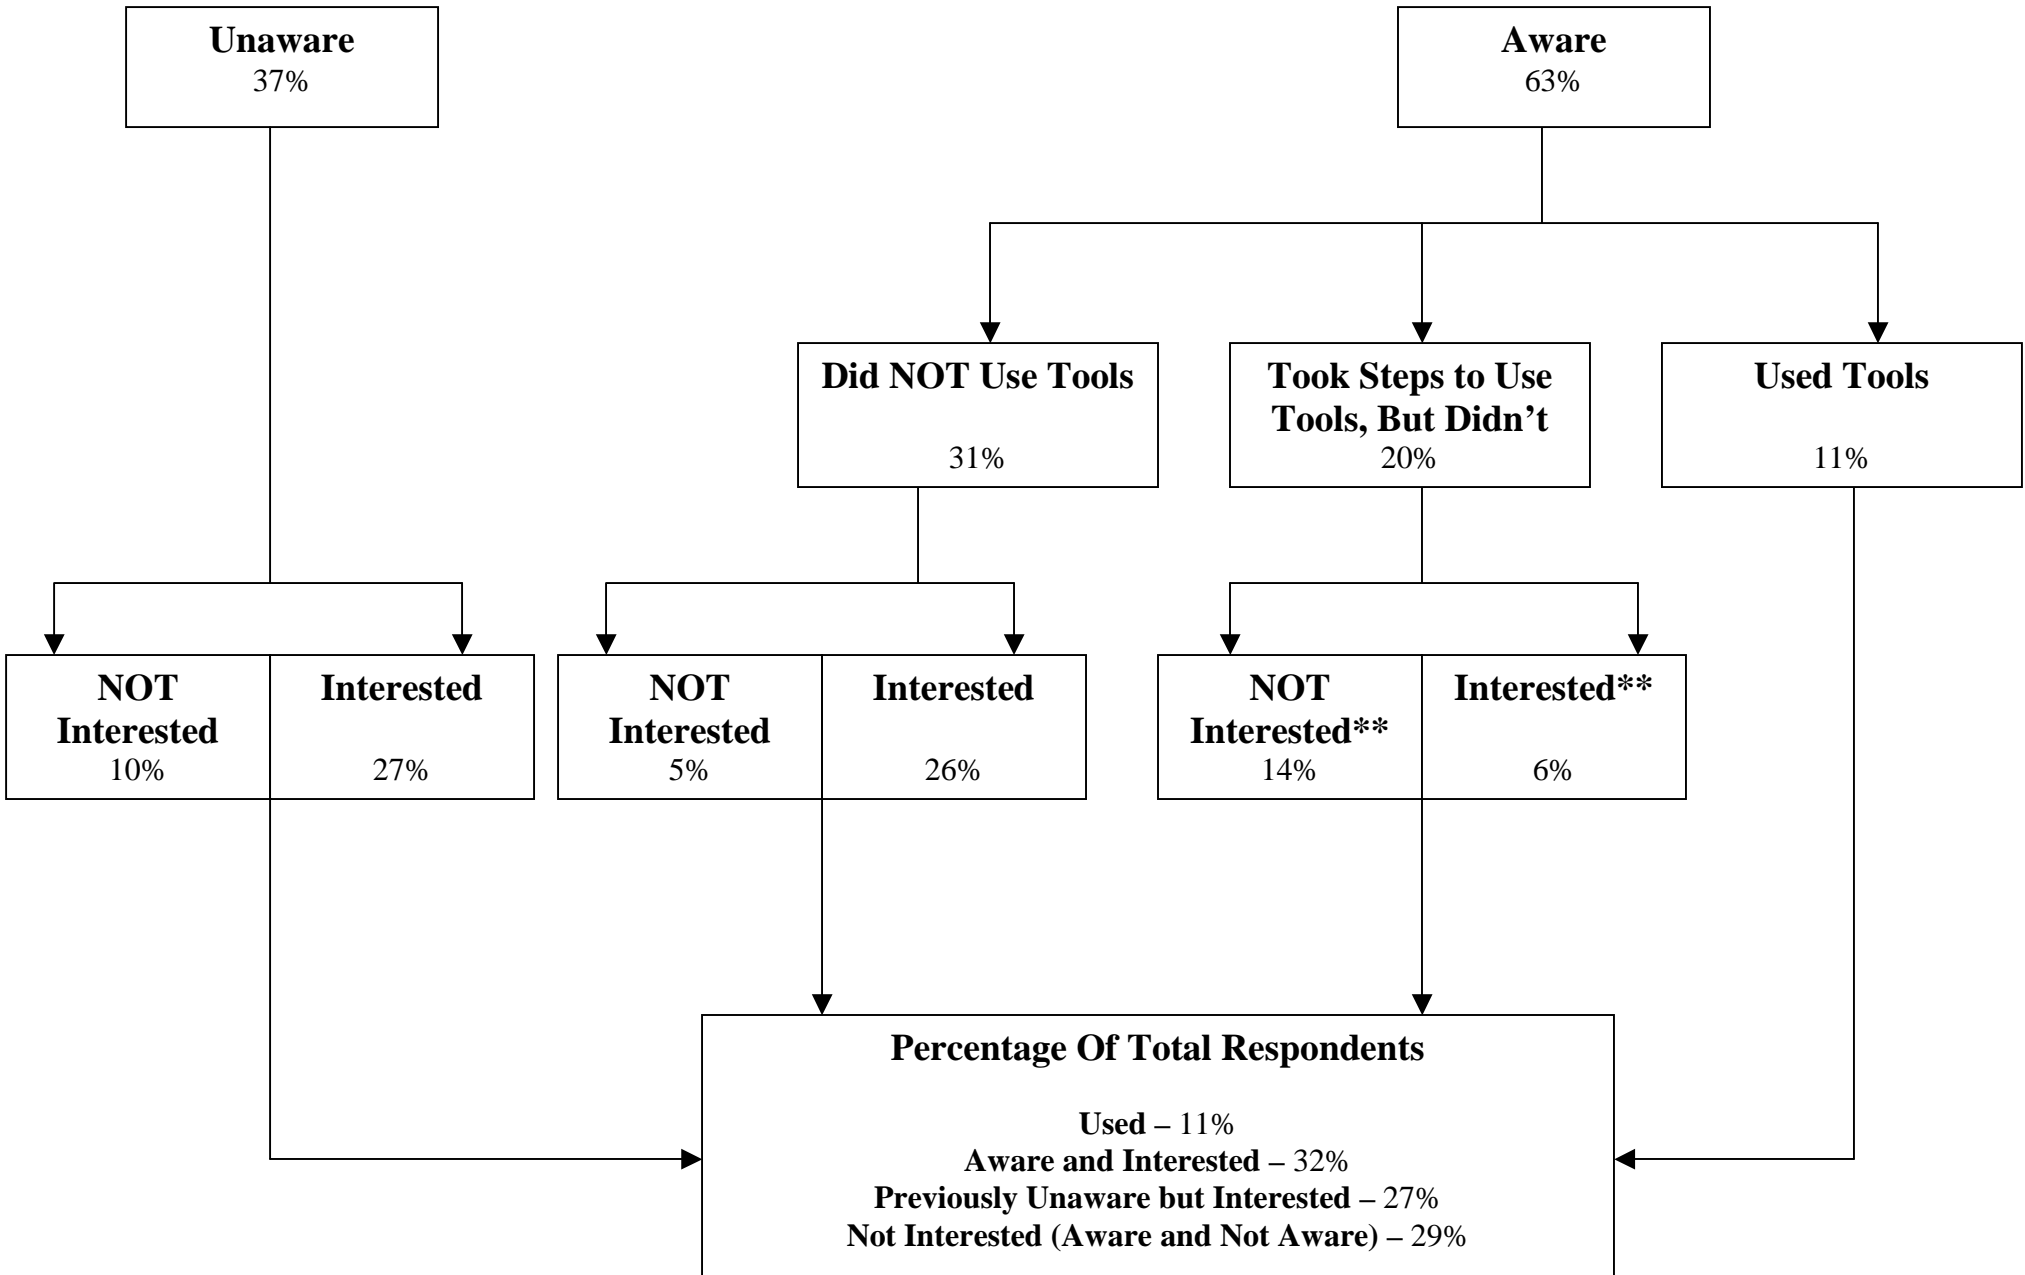 Unaware
37%
Aware
63%
Did NOT Use Tools
31%
Took Steps to Use
Tools, But Didn’t
20%
Used Tools
11%
NOT
Interested
10%
Interested
27%
NOT
Interested
5%
Interested
26%
NOT
Interested**
14%
Interested**
6%
Percentage Of Total Respondents
Used – 11%
Aware and Interested – 32%
Previously Unaware but Interested – 27%
Not Interested (Aware and Not Aware) – 29%